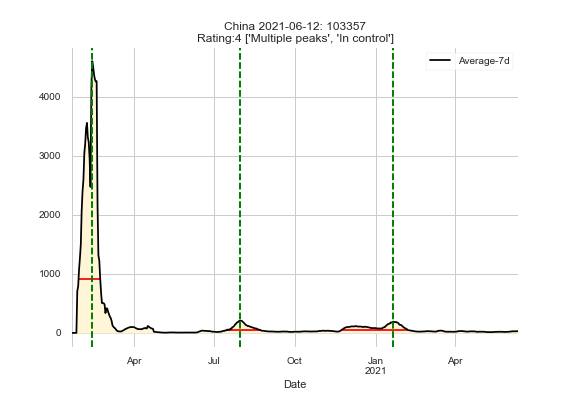 China 2021-06-12: 103357
Rating:4 ['Multiple peaks', 'In control']
Average-7d
4000
3000
2000
1000
0
Apr
Jul
Oct
Jan
2021
Apr
Date